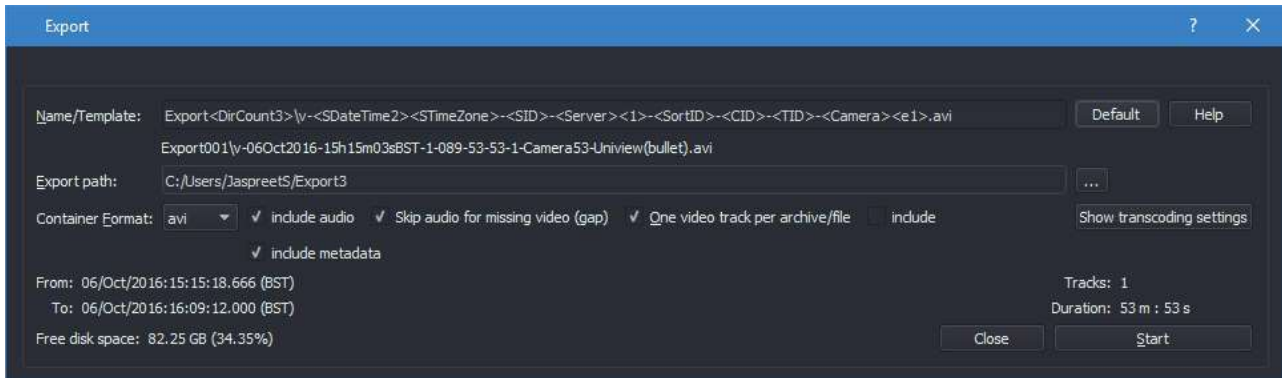 Export ? ✕
Name/Template: Export<DirCount3>\v-<SDateTime2><STimeZone>-<SID>-<Server><1>-<SortID>-<CID>-<TID>-<Camera><e1>.avi Default Help
Export001\v-06Oct2016-15h15m03sBST-1-089-53-53-1-Camera53-Uniview(bullet).avi
Export path: C:/Users/JaspreetS/Export3 ...
Container Format: avi include audio Skip audio for missing video (gap) One video track per archive/file include Show transcoding settings
include metadata
From: 06/Oct/2016:15:15:18.666 (BST) Tracks: 1
To: 06/Oct/2016:16:09:12.000 (BST) Duration: 53 m : 53 s
Free disk space: 82.25 GB (34.35%) Close Start